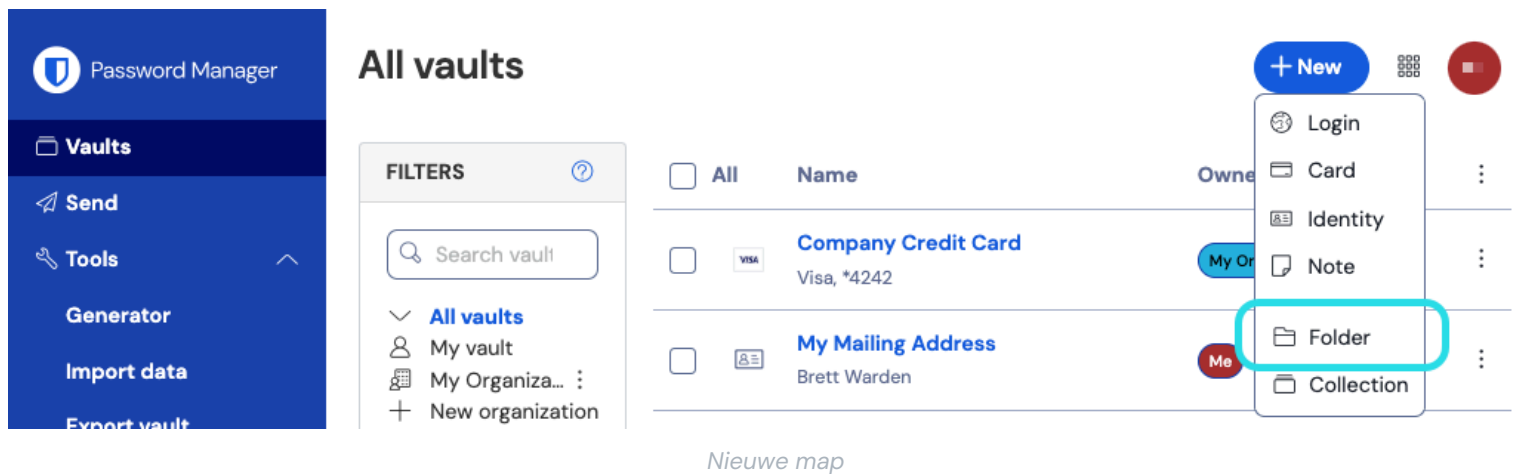 Password Manager
Vaults
Send
Tools
Generator
Import data
Export vault
All vaults
New
FILTERS
Search vault
All vaults
My vault
My Organiza...
New organization
All Name Owne
VISA
Company Credit Card
Visa, *4242
My Or
My Mailing Address
Brett Warden
Me
Login
Card
Identity
Note
Folder
Collection
Nieuwe map